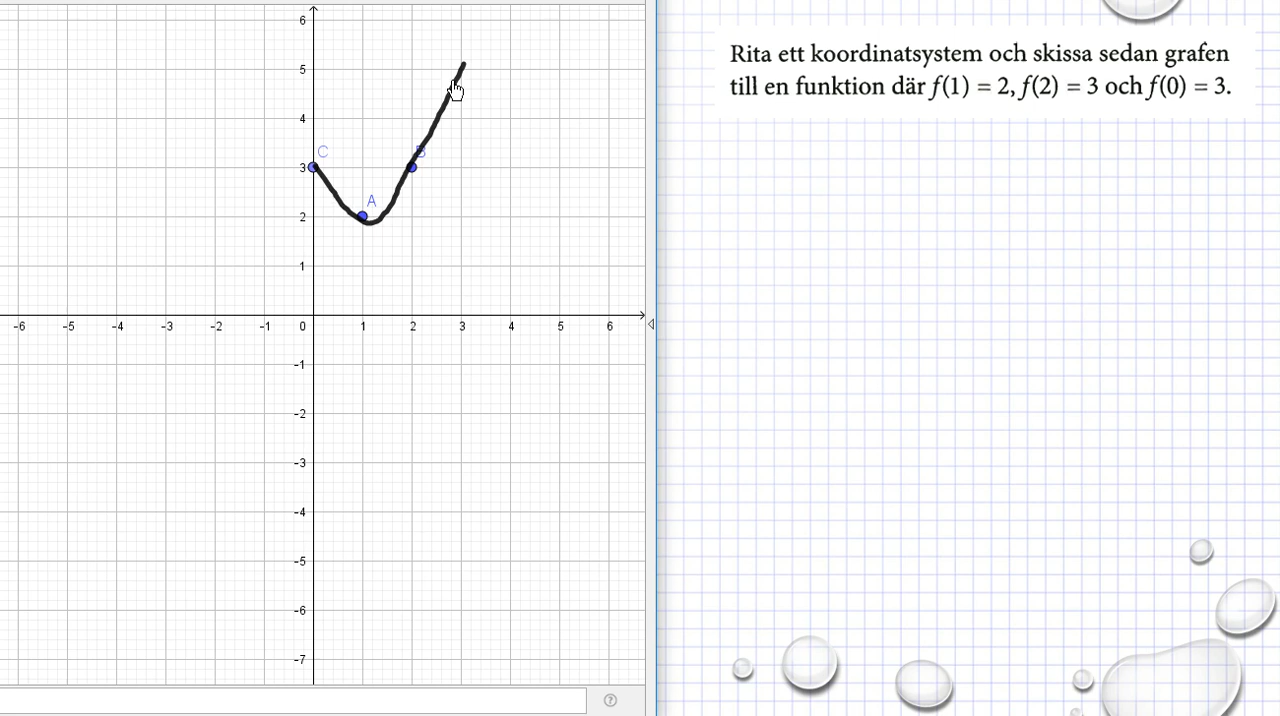 6
5
4
3
2
1
-6 -5 -4 -3 -2 -1 0 1 2 3 4 5 6
-1
-2
-3
-4
-5
-6
-7
C
B
A
?
Rita ett koordinatsystem och skissa sedan grafen
till en funktion där f(1) = 2, f(2) = 3 och f(0) = 3.